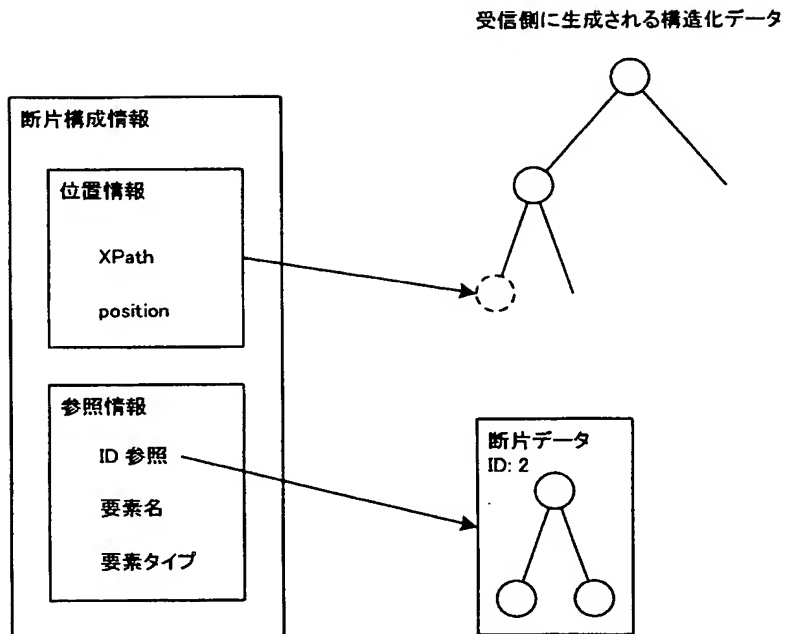 受信側に生成される構造化データ
断片構成情報
位置情報
XPath
position
参照情報
ID 参照
要素名
要素タイプ
断片データ
ID: 2